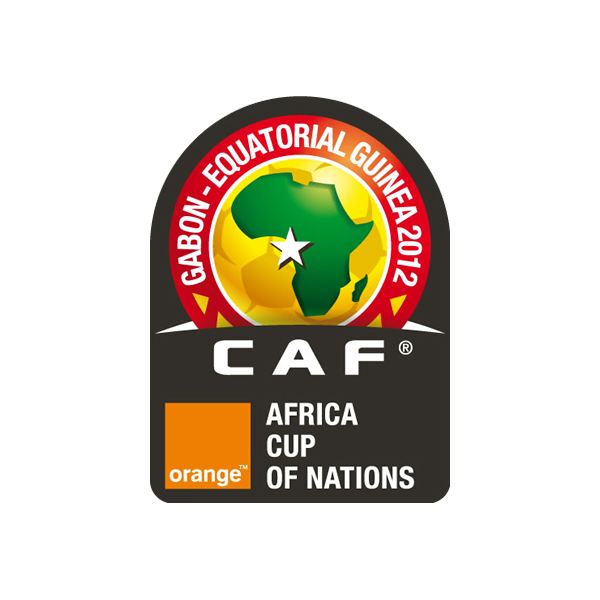 GABON - EQUATORIAL GUINEA 2012
CAF®
orange™
AFRICA
CUP
OF NATIONS